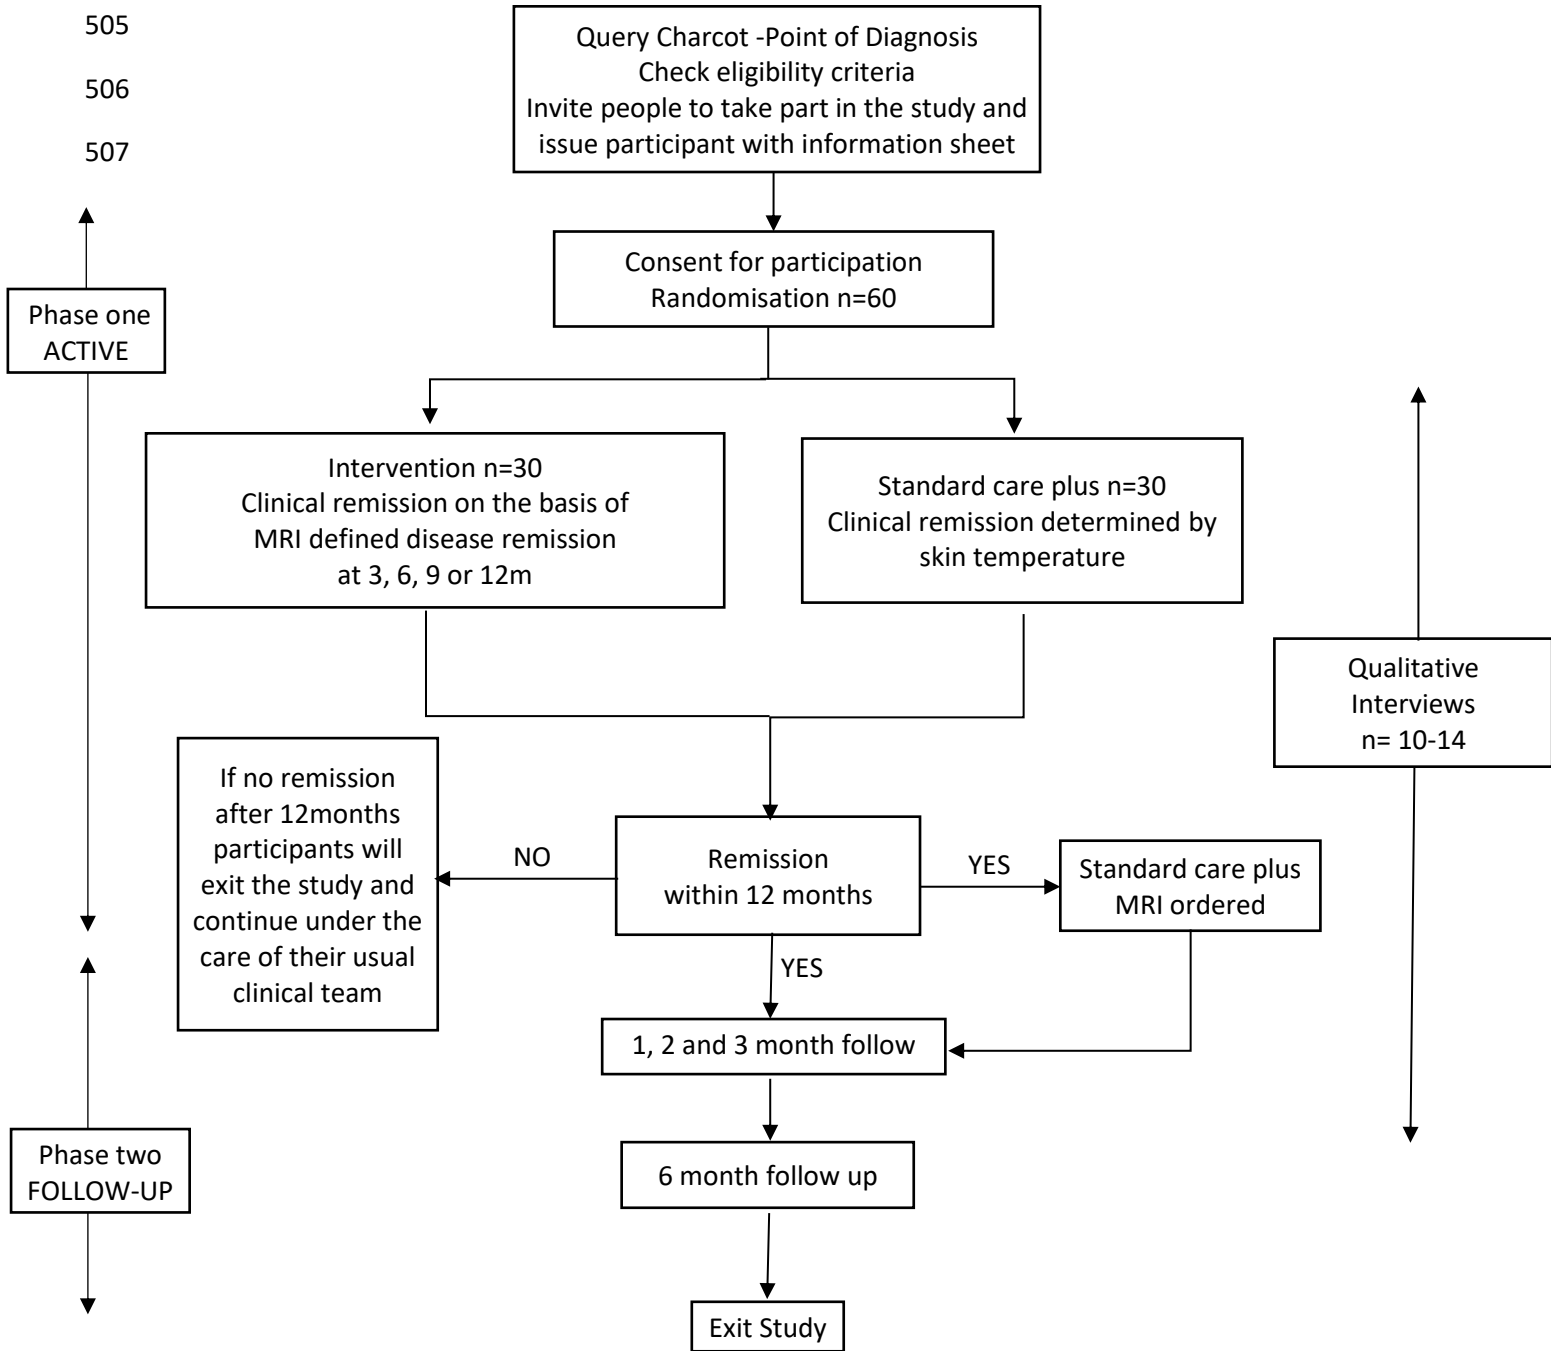 505
506
507
Query Charcot -Point of Diagnosis
Check eligibility criteria
Invite people to take part in the study and
issue participant with information sheet
Consent for participation
Randomisation n=60
Phase one
ACTIVE
Intervention n=30
Clinical remission on the basis of
MRI defined disease remission
at 3, 6, 9 or 12m
Standard care plus n=30
Clinical remission determined by
skin temperature
Qualitative
Interviews
n= 10-14
If no remission
after 12months
participants will
exit the study and
continue under the
care of their usual
clinical team
NO
Remission
within 12 months
YES
Standard care plus
MRI ordered
YES
1, 2 and 3 month follow
Phase two
FOLLOW-UP
6 month follow up
Exit Study